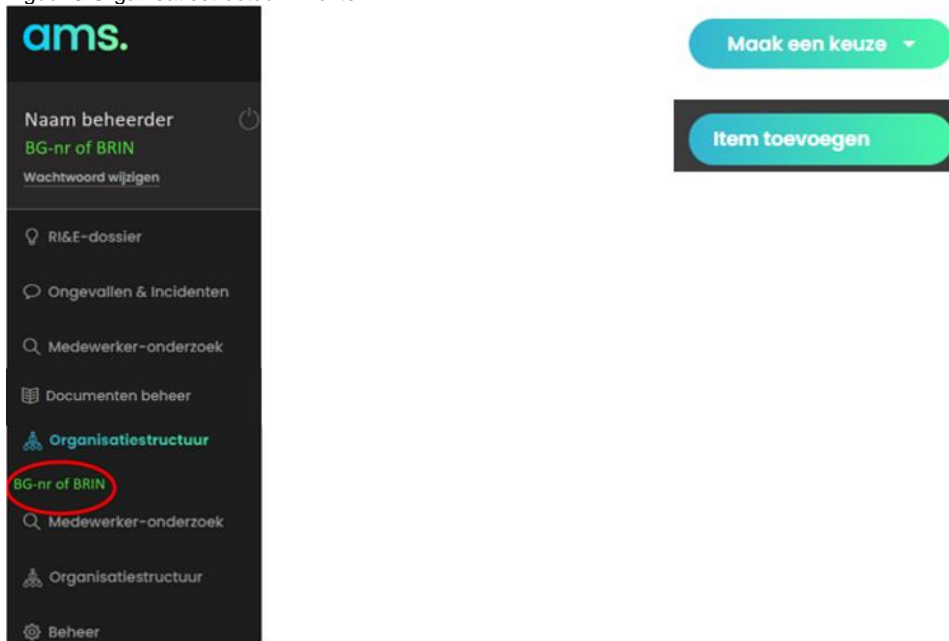 ams.
Naam beheerder
BG-nr of BRIN
Wachtwoord wijzigen
RI&E-dossier
Ongevallen & Incidenten
Medewerker-onderzoek
Documenten beheer
Organisatiestructuur
BG-nr of BRIN
Medewerker-onderzoek
Organisatiestructuur
Beheer
Maak een keuze
Item toevoegen